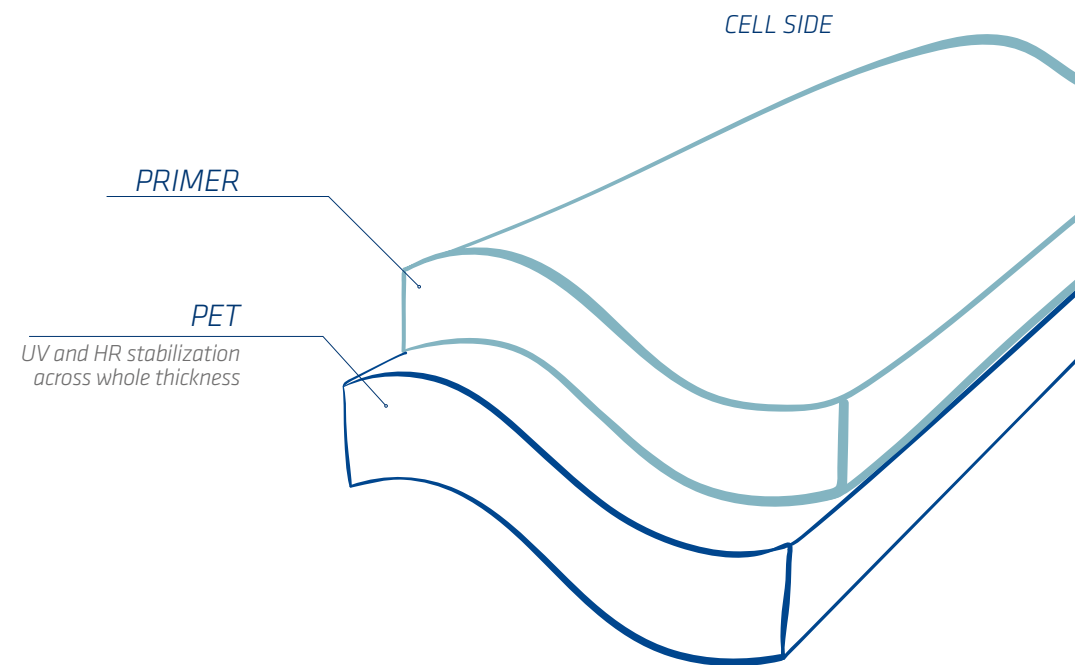 CELL SIDE
PRIMER
PET
UV and HR stabilization
across whole thickness